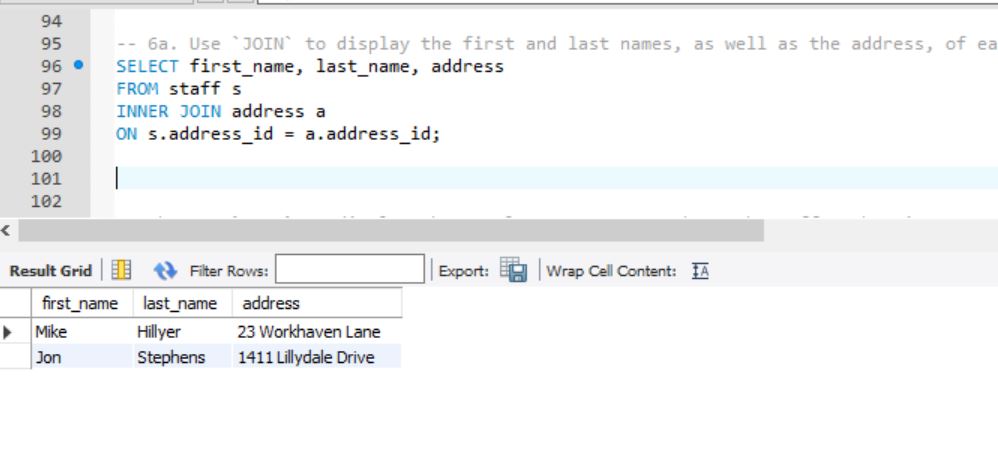 94
95 -- 6a. Use `JOIN` to display the first and last names, as well as the address, of ea
96 SELECT first_name, last_name, address
97 FROM staff s
98 INNER JOIN address a
99 ON s.address_id = a.address_id;
100
101
102
Result Grid Filter Rows: Export: Wrap Cell Content: IA
first_name last_name address
Mike Hillyer 23 Workhaven Lane
Jon Stephens 1411 Lillydale Drive